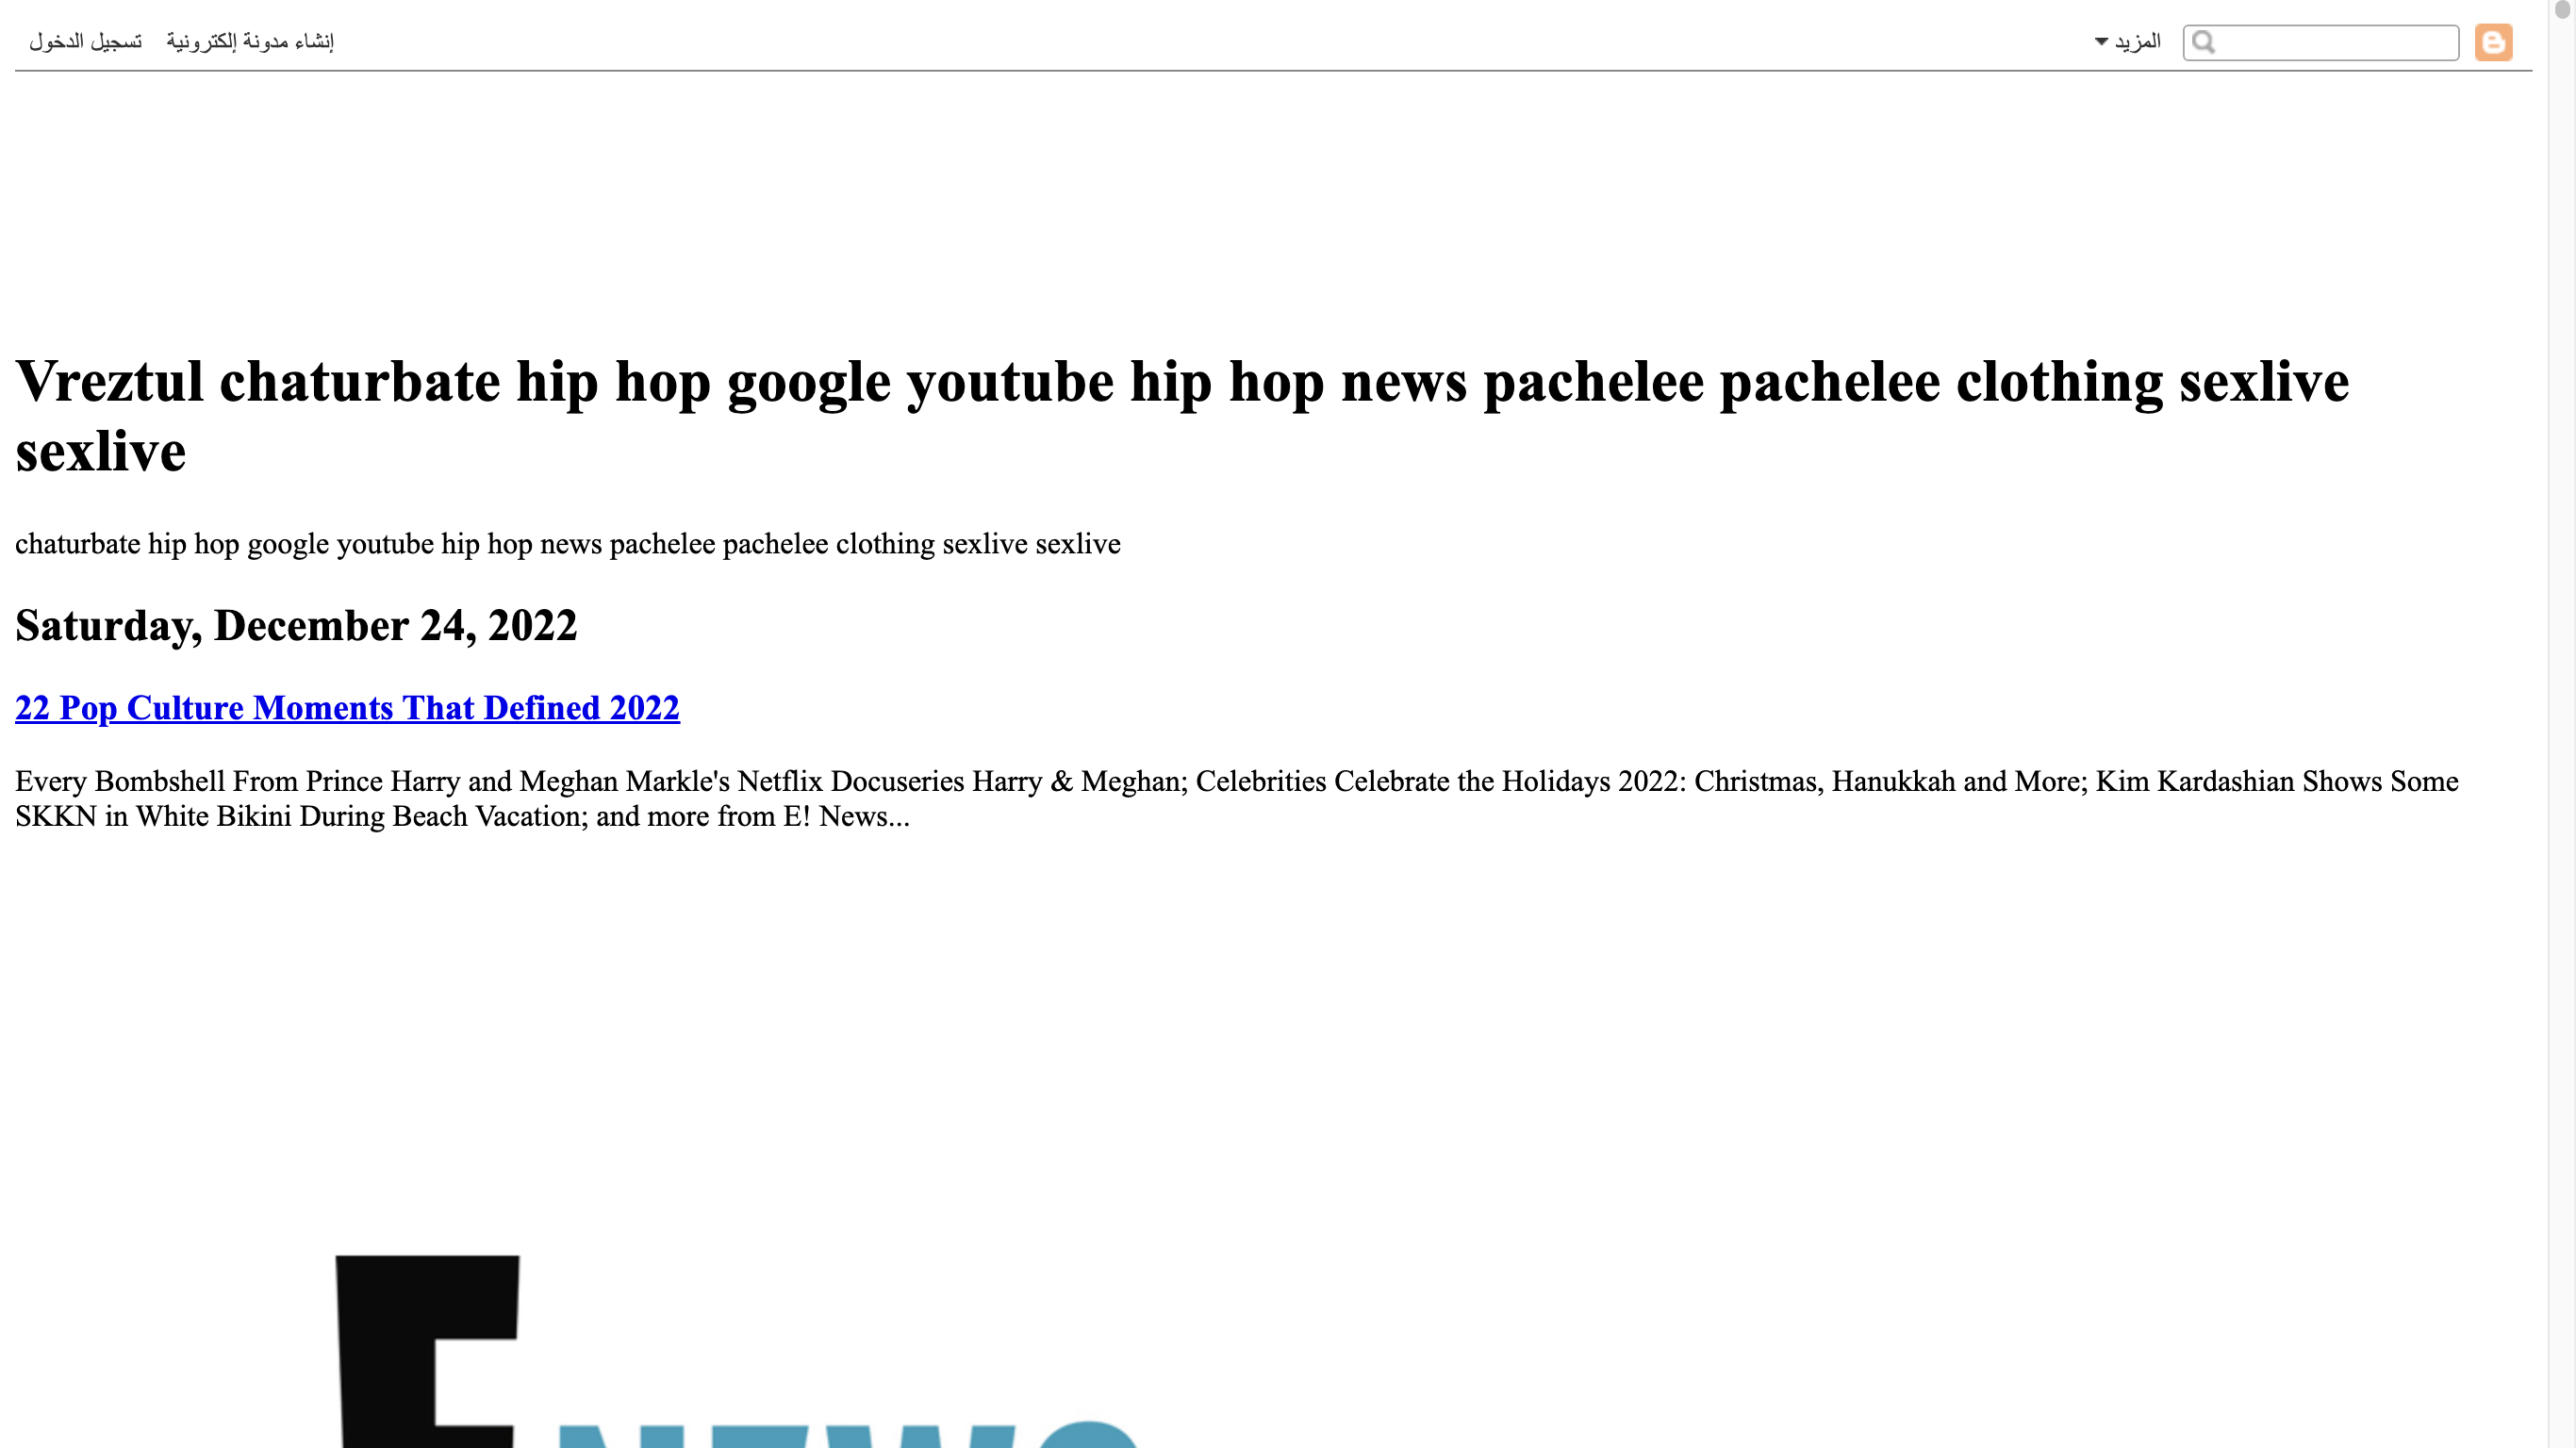 المزيد
إنشاء مدونة إلكترونية
تسجيل الدخول
Vreztul chaturbate hip hop google youtube hip hop news pachelee pachelee clothing sexlive
sexlive
chaturbate hip hop google youtube hip hop news pachelee pachelee clothing sexlive sexlive
Saturday, December 24, 2022
22 Pop Culture Moments That Defined 2022
Every Bombshell From Prince Harry and Meghan Markle's Netflix Docuseries Harry & Meghan; Celebrities Celebrate the Holidays 2022: Christmas, Hanukkah and More; Kim Kardashian Shows Some
SKKN in White Bikini During Beach Vacation; and more from E! News...